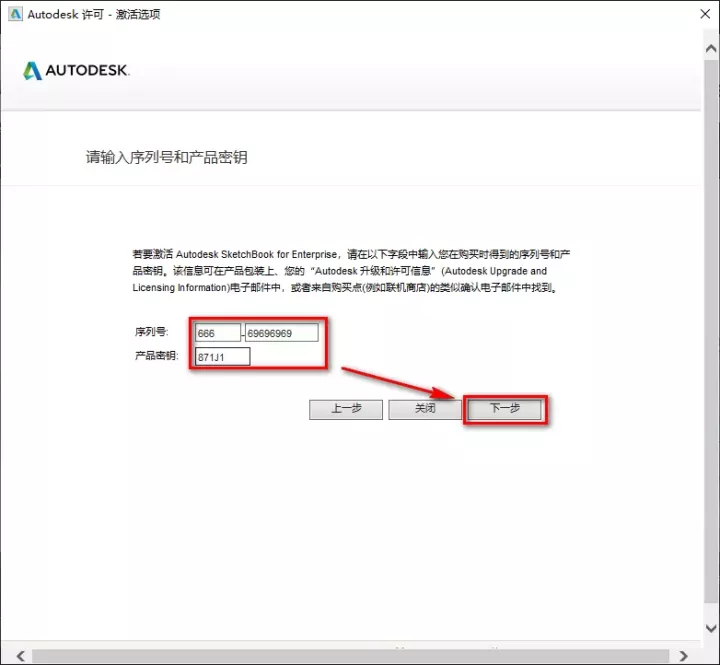 Autodesk 许可 - 激活选项
AUTODESK.
请输入序列号和产品密钥
若要激活 Autodesk SketchBook for Enterprise，请在以下字段中输入您在购买时得到的序列号和产
品密钥。该信息可在产品包装上、您的“Autodesk 升级和许可信息”(Autodesk Upgrade and
Licensing Information)电子邮件中，或者来自购买点(例如联机商店)的类似确认电子邮件中找到。
序列号: 666 - 69696969
产品密钥: 871J1
上一步 关闭 下一步